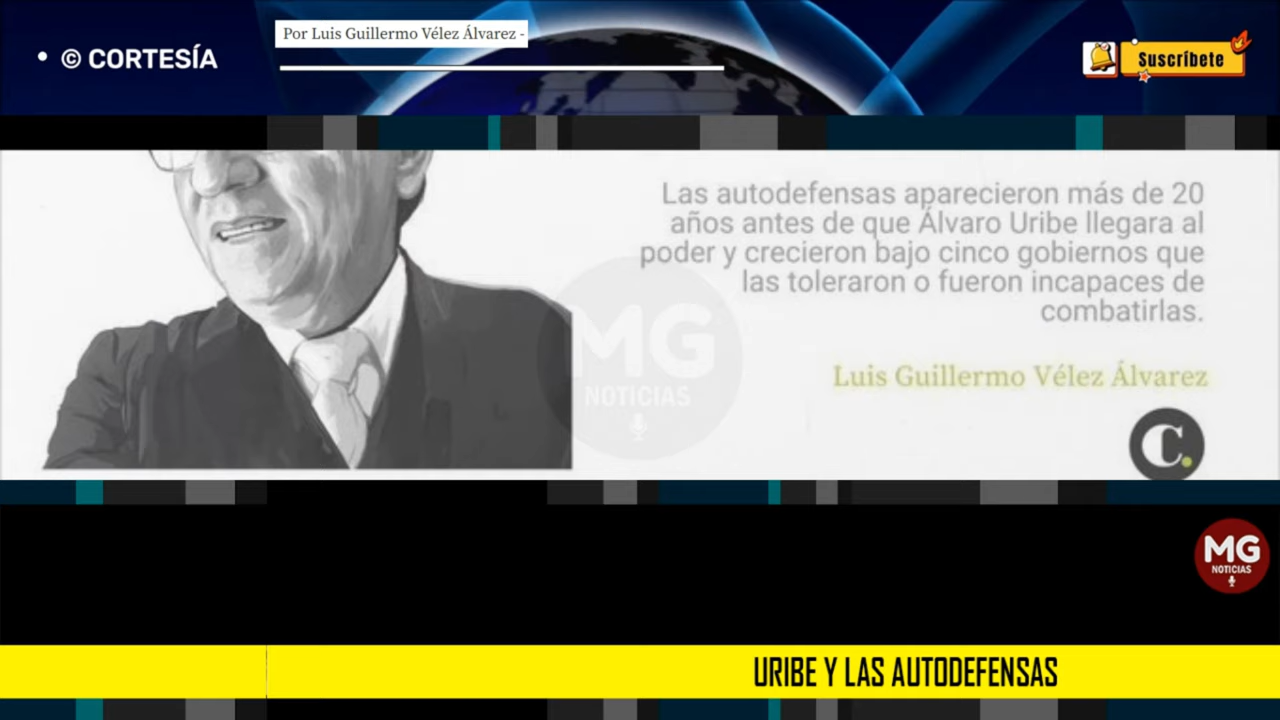 Por Luis Guillermo Vélez Álvarez -
• © CORTESÍA
Suscríbete
Las autodefensas aparecieron más de 20
años antes de que Álvaro Uribe llegara al
poder y crecieron bajo cinco gobiernos que
las toleraron o fueron incapaces de
combatirlas.
MG
NOTICIAS
Luis Guillermo Vélez Álvarez
C.
MG
NOTICIAS
URIBE Y LAS AUTODEFENSAS